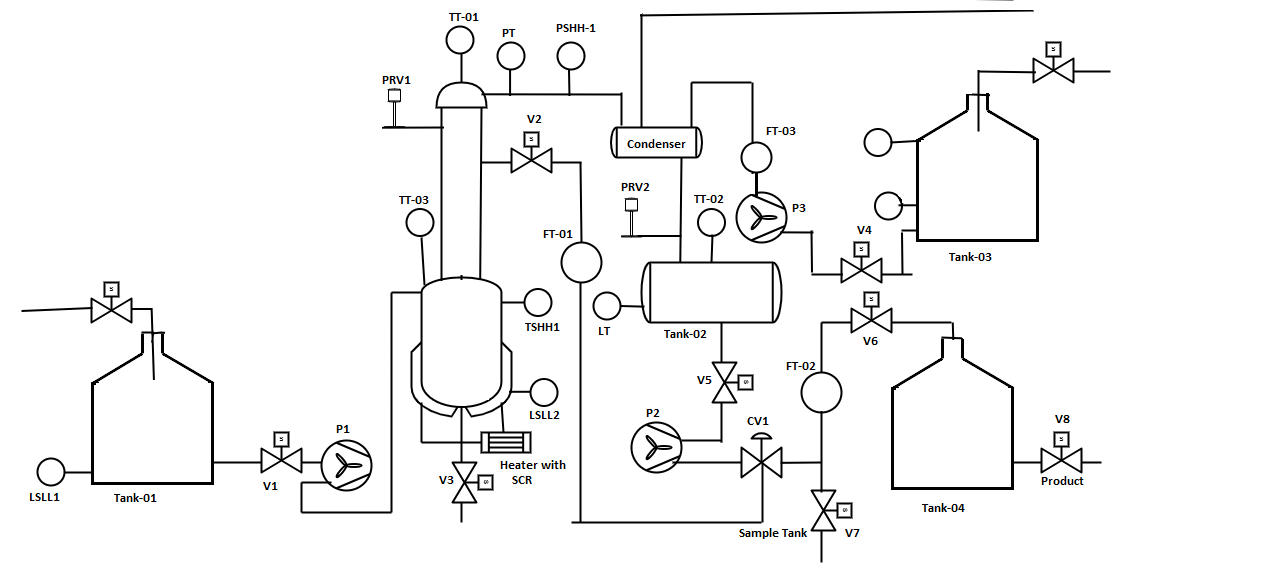 TT-01
PT
PSHH-1
PRV1
V2
Condenser
FT-03
TT-03
PRV2
TT-02
P3
FT-01
V4
Tank-03
TSHH1
LT
Tank-02
V6
V5
FT-02
LSLL2
P2
CV1
V8
P1
Heater with
SCR
V3
V1
LSLL1
Tank-01
Product
Tank-04
Sample Tank
V7
S
S
S
S
S
S
S
S
S
S